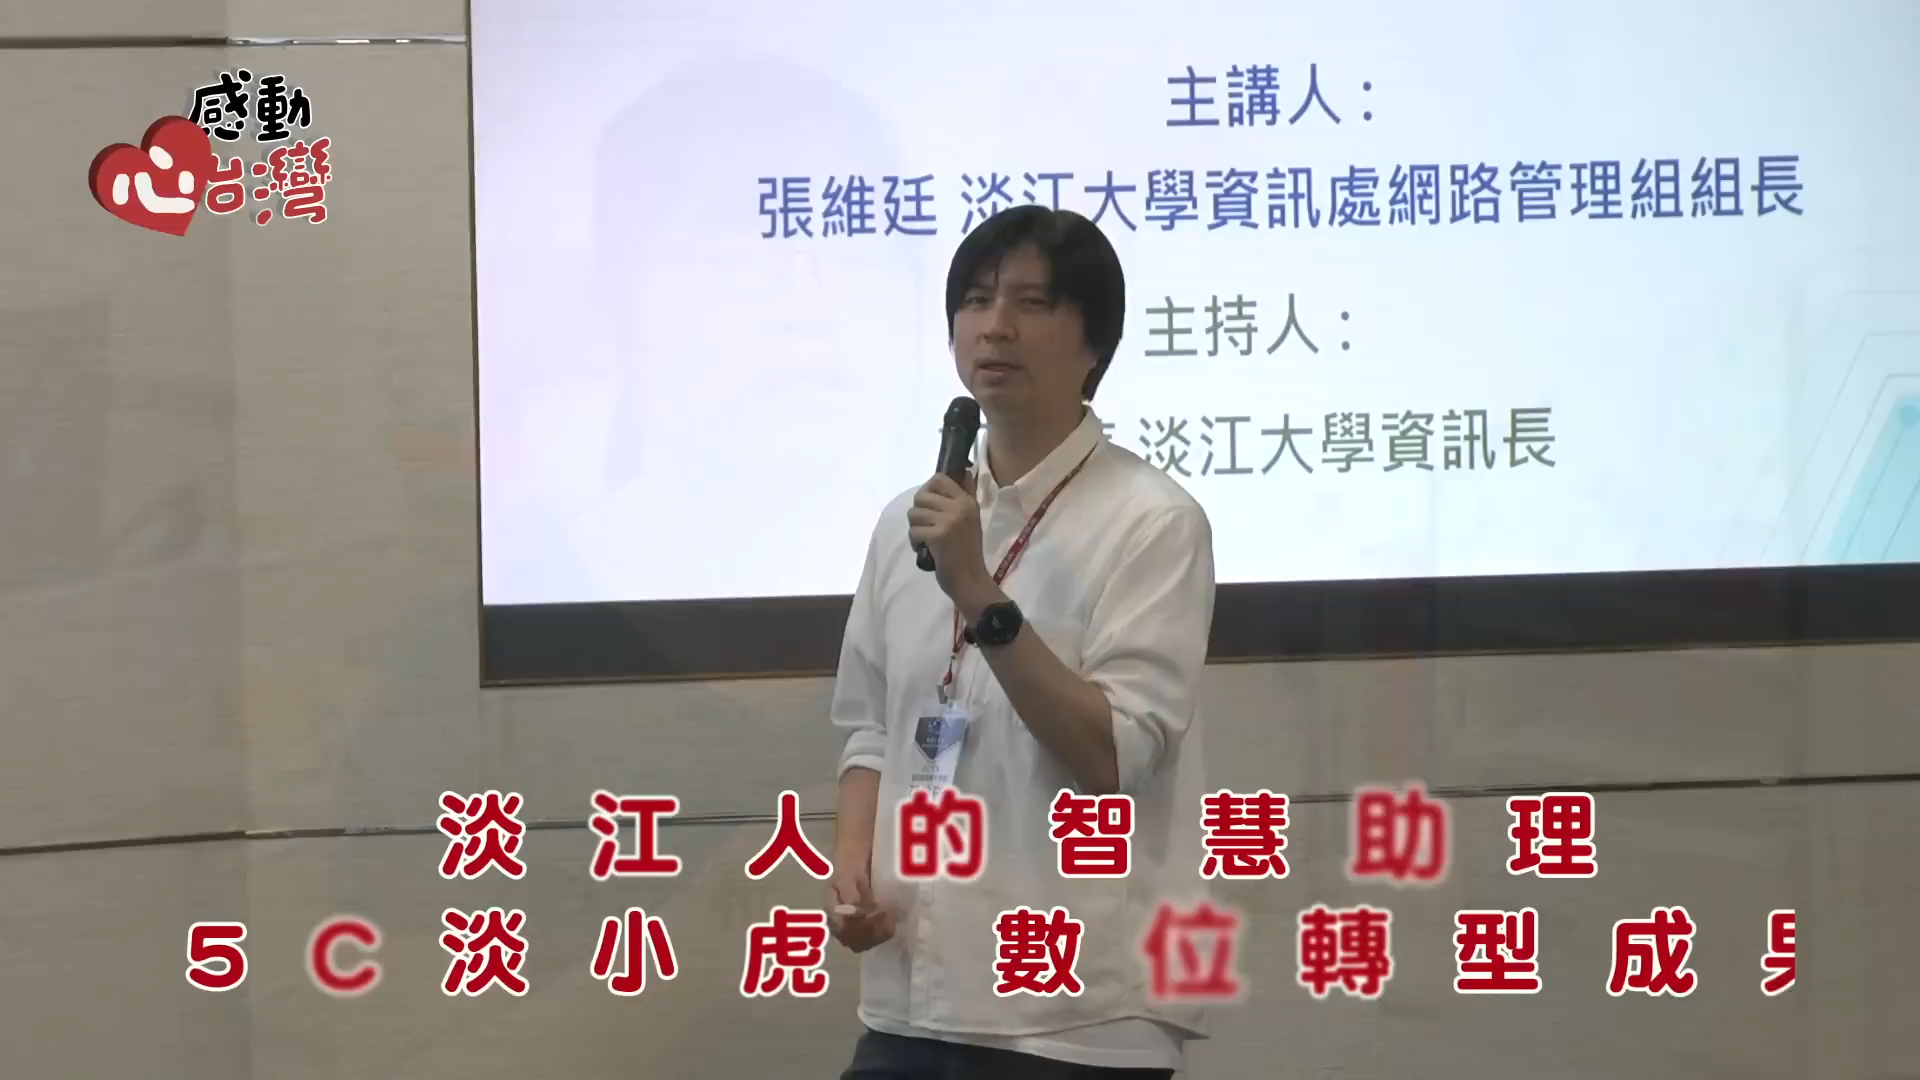 感動
心台灣
主講人：
張維廷 淡江大學資訊處網路管理組組長
主持人：
淡江大學資訊長
淡江人的智慧助理
5C淡小虎 數位轉型成